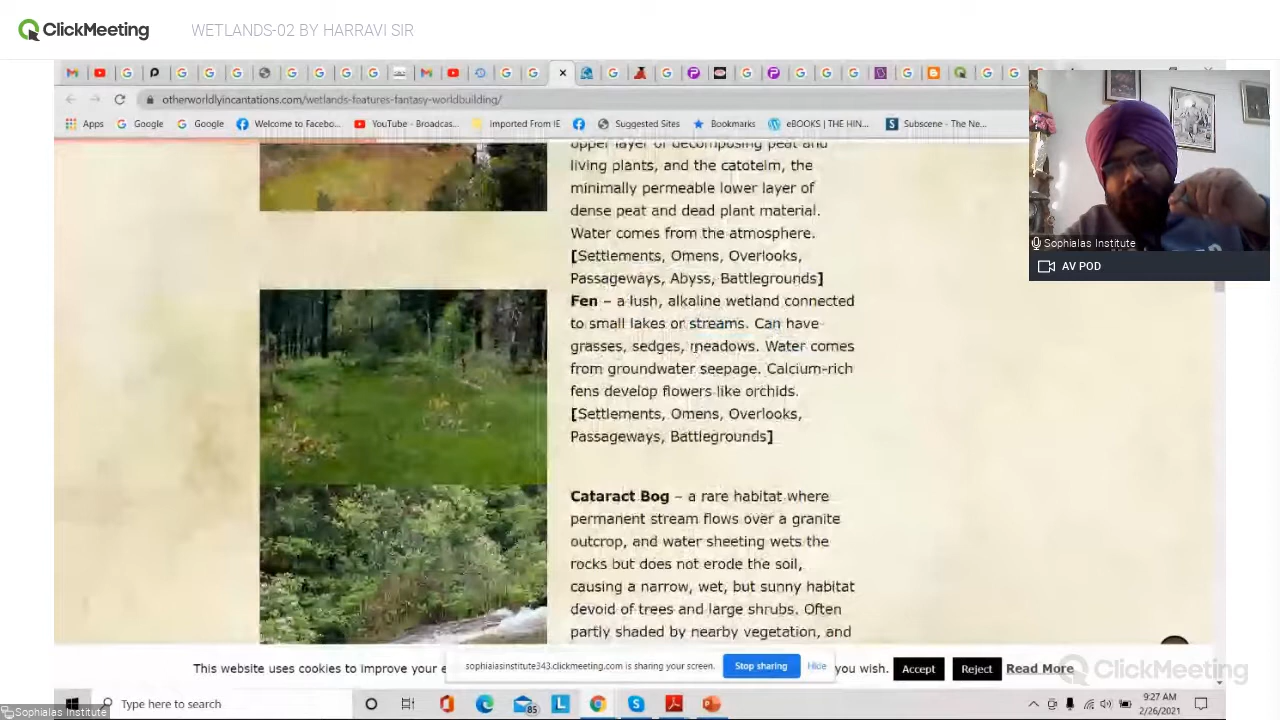 ClickMeeting
WETLANDS-02 BY HARRAVI SIR
otherworldlyincantations.com/wetlands-features-fantasy-worldbuilding/
Apps
Google
Google
Welcome to Facebo...
YouTube - Broadcas...
Imported From IE
Suggested Sites
Bookmarks
eBOOKS | THE HIN...
Subscene - The Ne...
upper layer of decomposing peat and
living plants, and the catotelm, the
minimally permeable lower layer of
dense peat and dead plant material.
Water comes from the atmosphere.
[Settlements, Omens, Overlooks,
Passageways, Abyss, Battlegrounds]
Fen – a lush, alkaline wetland connected
to small lakes or streams. Can have
grasses, sedges, meadows. Water comes
from groundwater seepage. Calcium-rich
fens develop flowers like orchids.
[Settlements, Omens, Overlooks,
Passageways, Battlegrounds]
Cataract Bog – a rare habitat where
permanent stream flows over a granite
outcrop, and water sheeting wets the
rocks but does not erode the soil,
causing a narrow, wet, but sunny habitat
devoid of trees and large shrubs. Often
partly shaded by nearby vegetation, and
Sophialas Institute
AV POD
This website uses cookies to improve your e
sophiaiasinstitute343.clickmeeting.com is sharing your screen.
Stop sharing
Hide
you wish.
Accept
Reject
Read More
ClickMeeting
Type here to search
85
9:27 AM
2/26/2021
Sophialas Institute